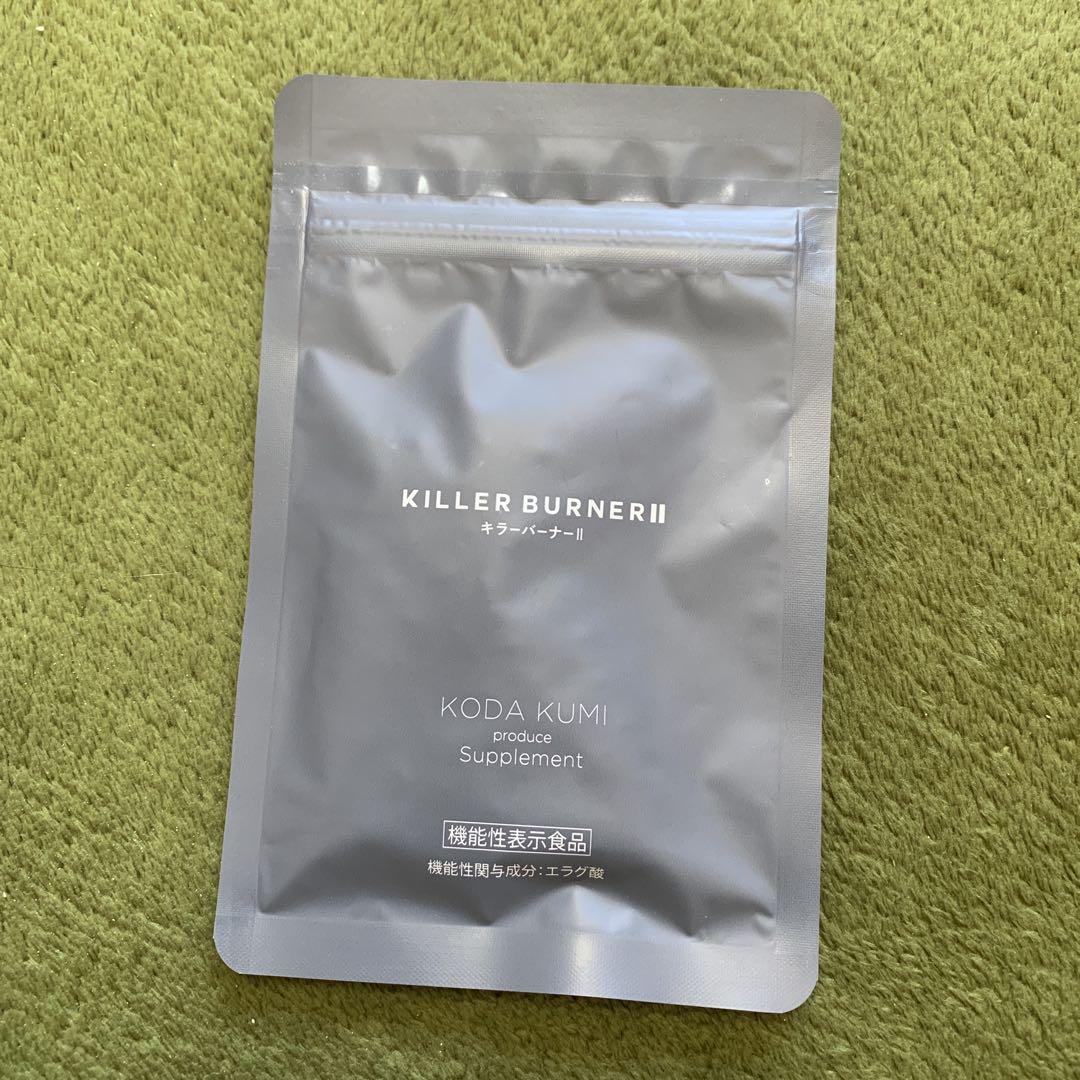 KILLER BURNERⅡ
キラーバーナーⅡ
KODA KUMI
produce
Supplement
機能性表示食品
機能性関与成分：エラグ酸